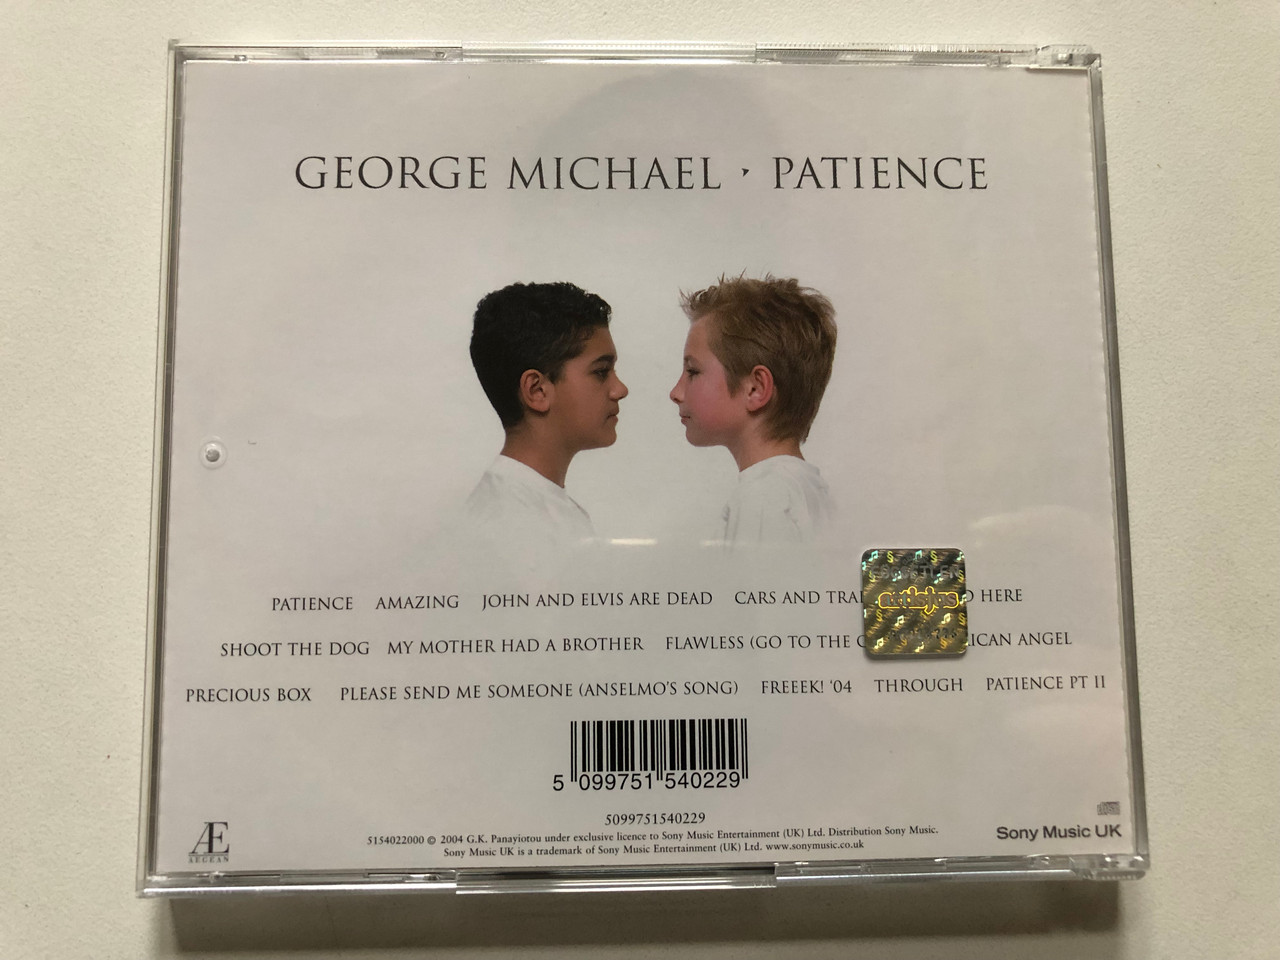 GEORGE MICHAEL · PATIENCE
PATIENCE AMAZING JOHN AND ELVIS ARE DEAD CARS AND HERE
SHOOT THE DOG MY MOTHER HAD A BROTHER FLAWLESS (GO TO THE ANGEL
artisjus
PRECIOUS BOX PLEASE SEND ME SOMEONE (ANSELMO'S SONG) FREEEK! '04 THROUGH PATIENCE PT II
5 099751 540229
5099751540229
5154022000 © 2004 G.K. Panayiotou under exclusive licence to Sony Music Entertainment (UK) Ltd. Distribution Sony Music.
Sony Music UK is a trademark of Sony Music Entertainment (UK) Ltd. www.sonymusic.co.uk
Æ
AEGEAN
Sony Music UK